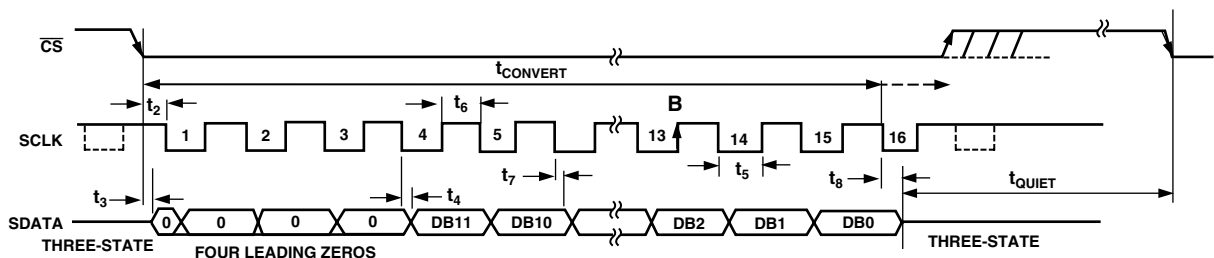 CS
tCONVERT
t2
t6
B
SCLK
1 2 3 4 5 13 14 15 16
t3
t4
t7
t5
t8
tQUIET
SDATA
0 0 0 0 DB11 DB10 DB2 DB1 DB0
THREE-STATE
FOUR LEADING ZEROS
THREE-STATE